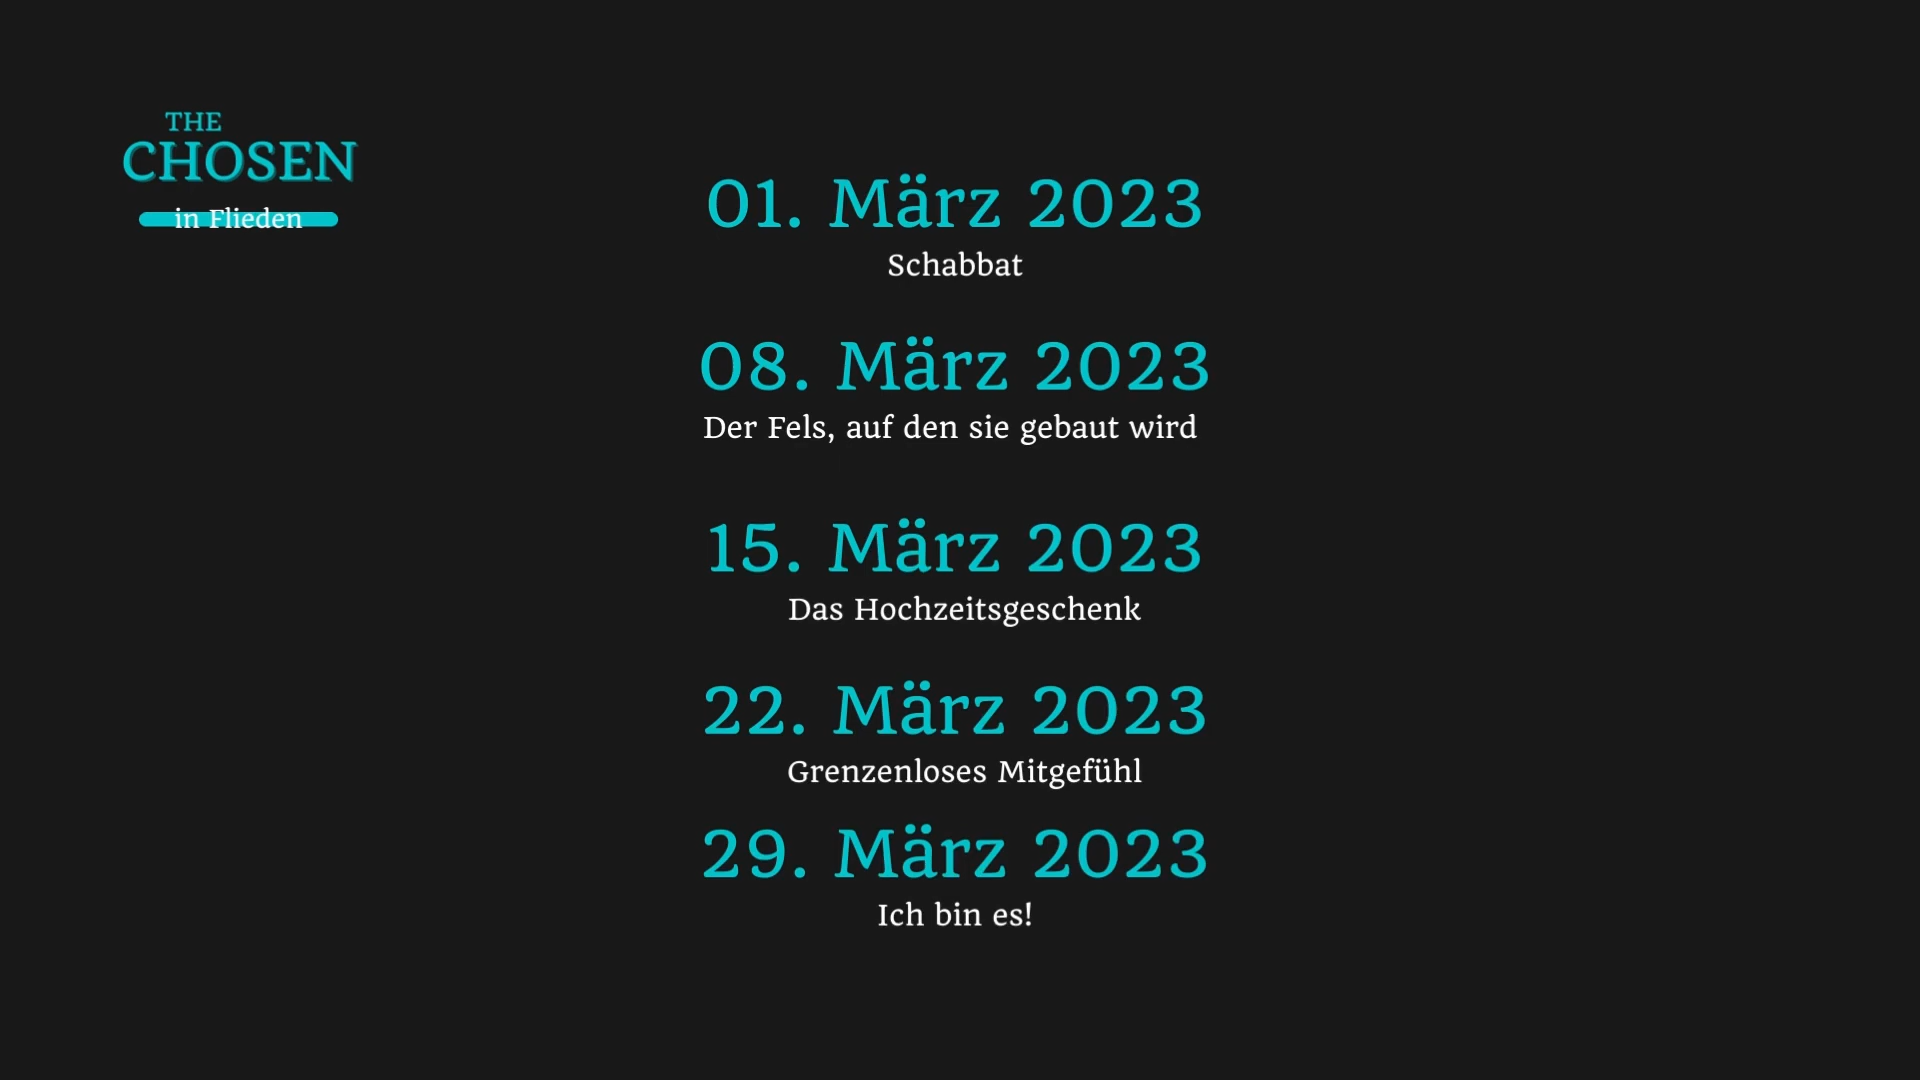 THE
CHOSEN
in Flieden
01. März 2023
Schabbat
08. März 2023
Der Fels, auf den sie gebaut wird
15. März 2023
Das Hochzeitsgeschenk
22. März 2023
Grenzenloses Mitgefühl
29. März 2023
Ich bin es!